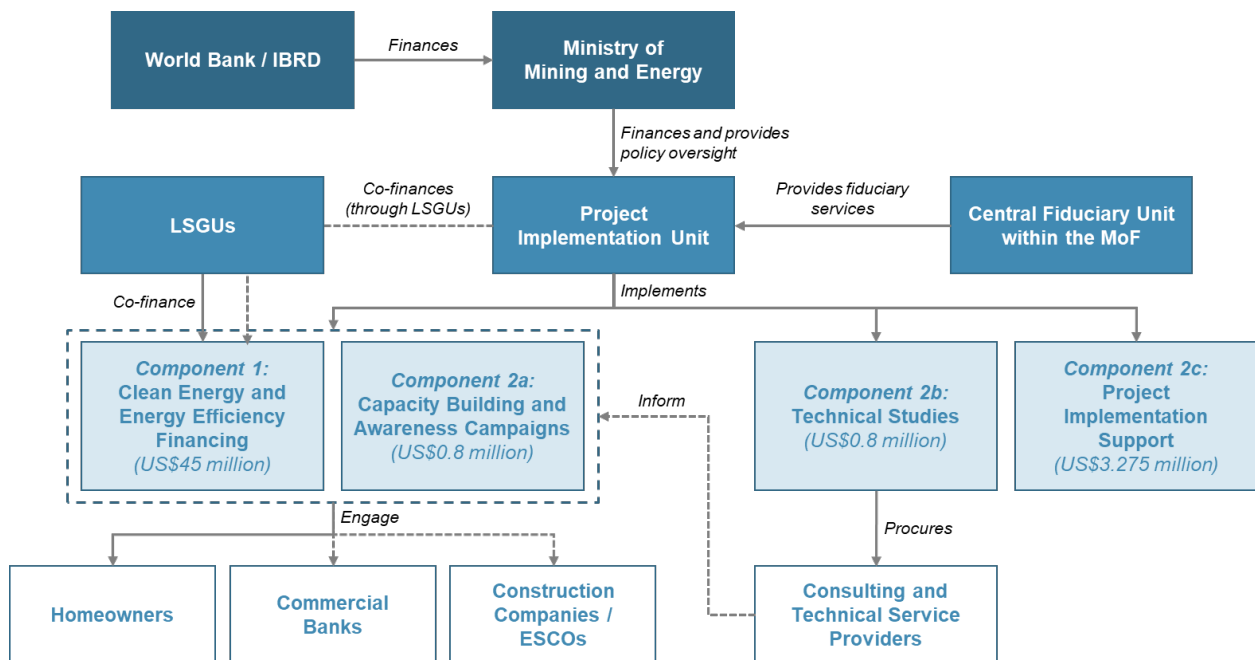 World Bank / IBRD
Finances
Ministry of
Mining and Energy
Finances and provides
policy oversight
LSGUs
Co-finances
(through LSGUs)
Project
Implementation Unit
Provides fiduciary
services
Central Fiduciary Unit
within the MoF
Co-finance
Implements
Component 1:
Clean Energy and
Energy Efficiency
Financing
(US$45 million)
Component 2a:
Capacity Building and
Awareness Campaigns
(US$0.8 million)
Inform
Component 2b:
Technical Studies
(US$0.8 million)
Component 2c:
Project
Implementation
Support
(US$3.275 million)
Engage
Procures
Homeowners
Commercial
Banks
Construction
Companies /
ESCOs
Consulting and
Technical Service
Providers